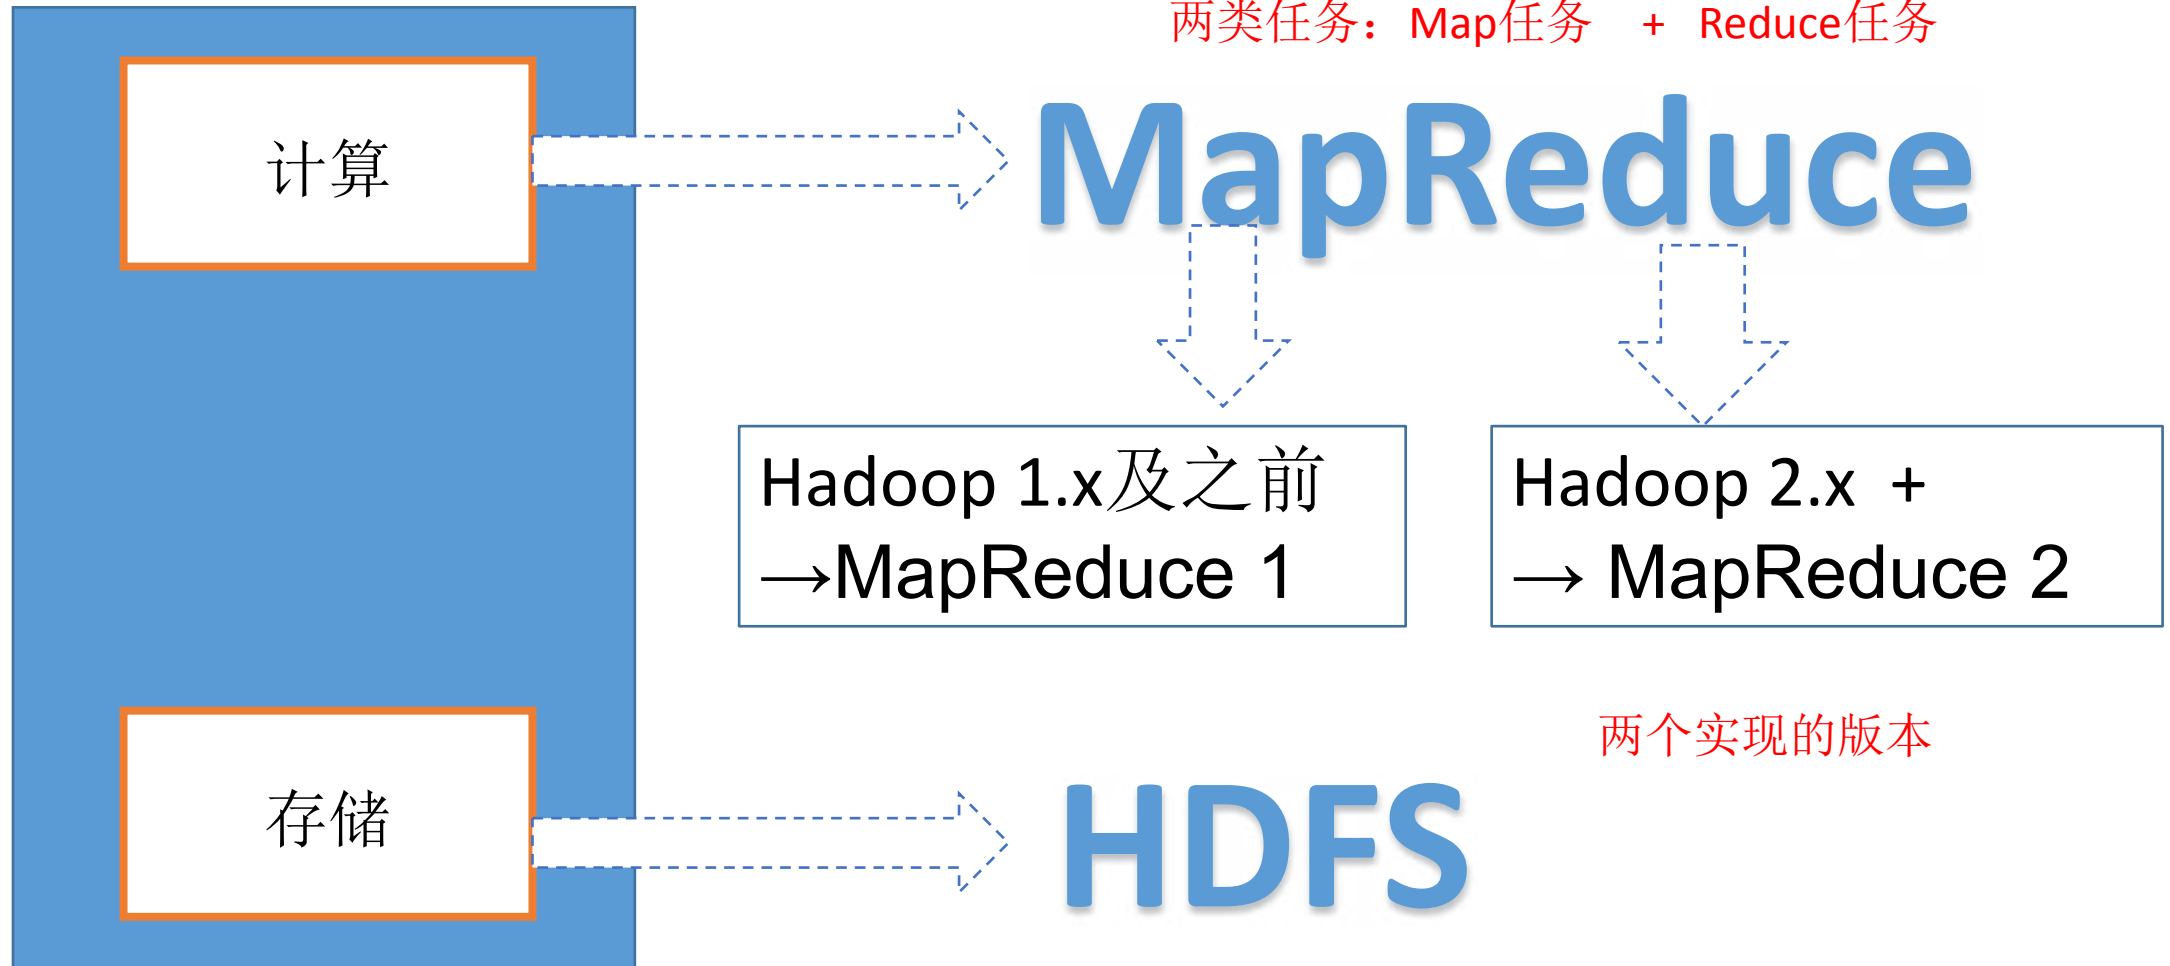 两类任务：Map任务 + Reduce任务
计算
MapReduce
Hadoop 1.x及之前
→MapReduce 1
Hadoop 2.x +
→ MapReduce 2
两个实现的版本
存储
HDFS